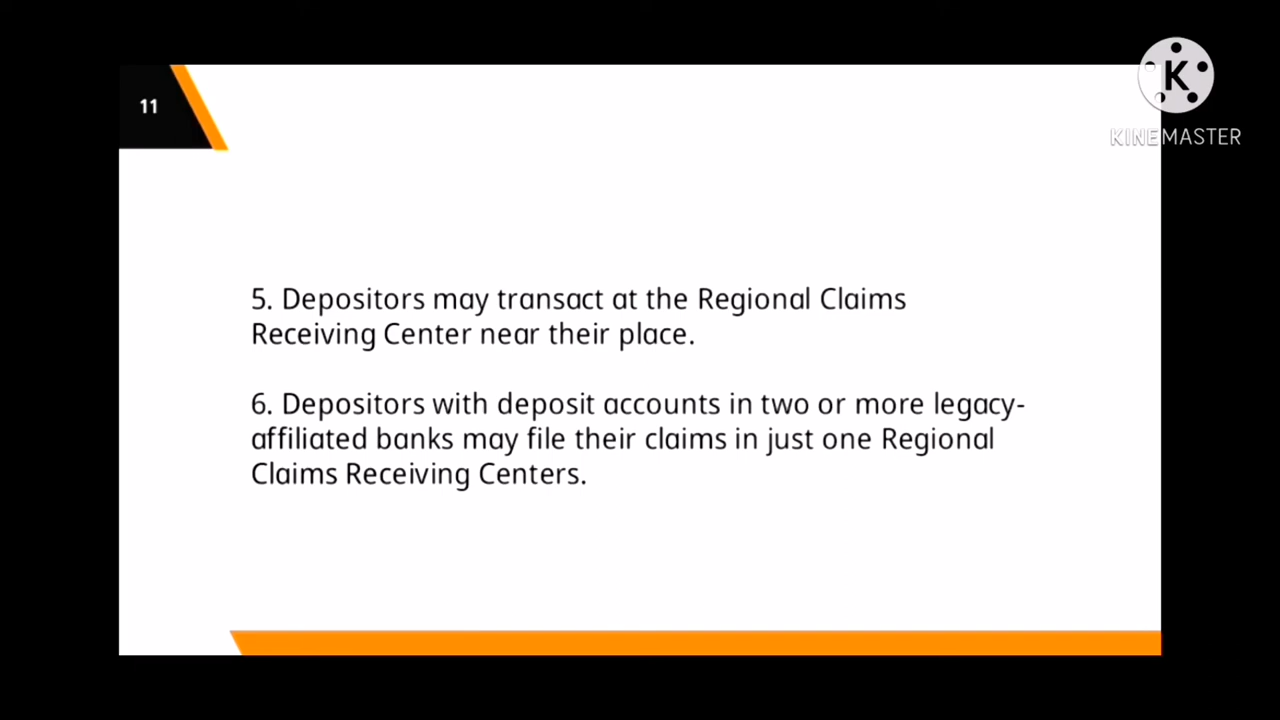 11
K
KINEMASTER
5. Depositors may transact at the Regional Claims
Receiving Center near their place.
6. Depositors with deposit accounts in two or more legacy-
affiliated banks may file their claims in just one Regional
Claims Receiving Centers.